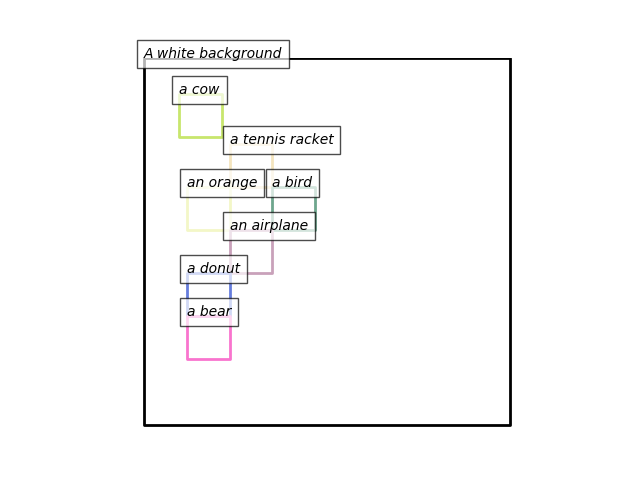 A white background
a cow
a tennis racket
an orange
a bird
an airplane
a donut
a bear